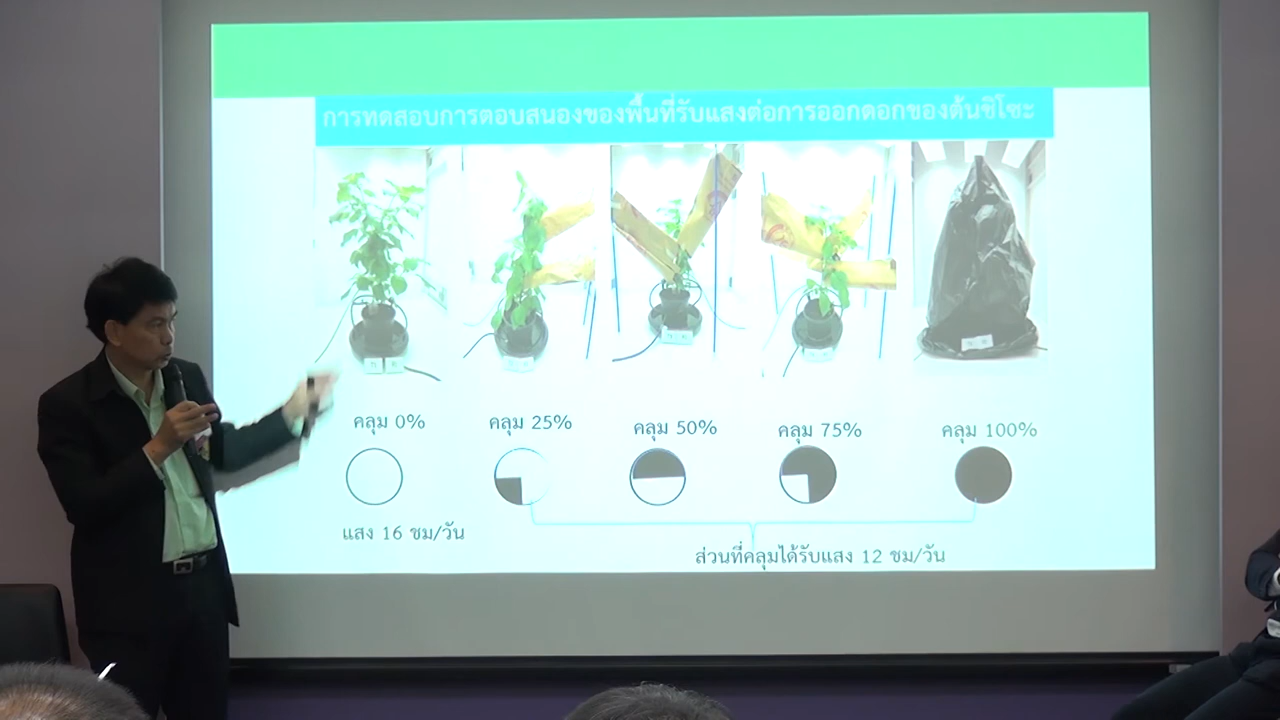 การทดสอบการตอบสนองของพื้นที่รับแสงต่อการออกดอกของต้นชิโซะ
คลุม 0%
คลุม 25%
คลุม 50%
คลุม 75%
คลุม 100%
แสง 16 ชม/วัน
ส่วนที่คลุมได้รับแสง 12 ชม/วัน